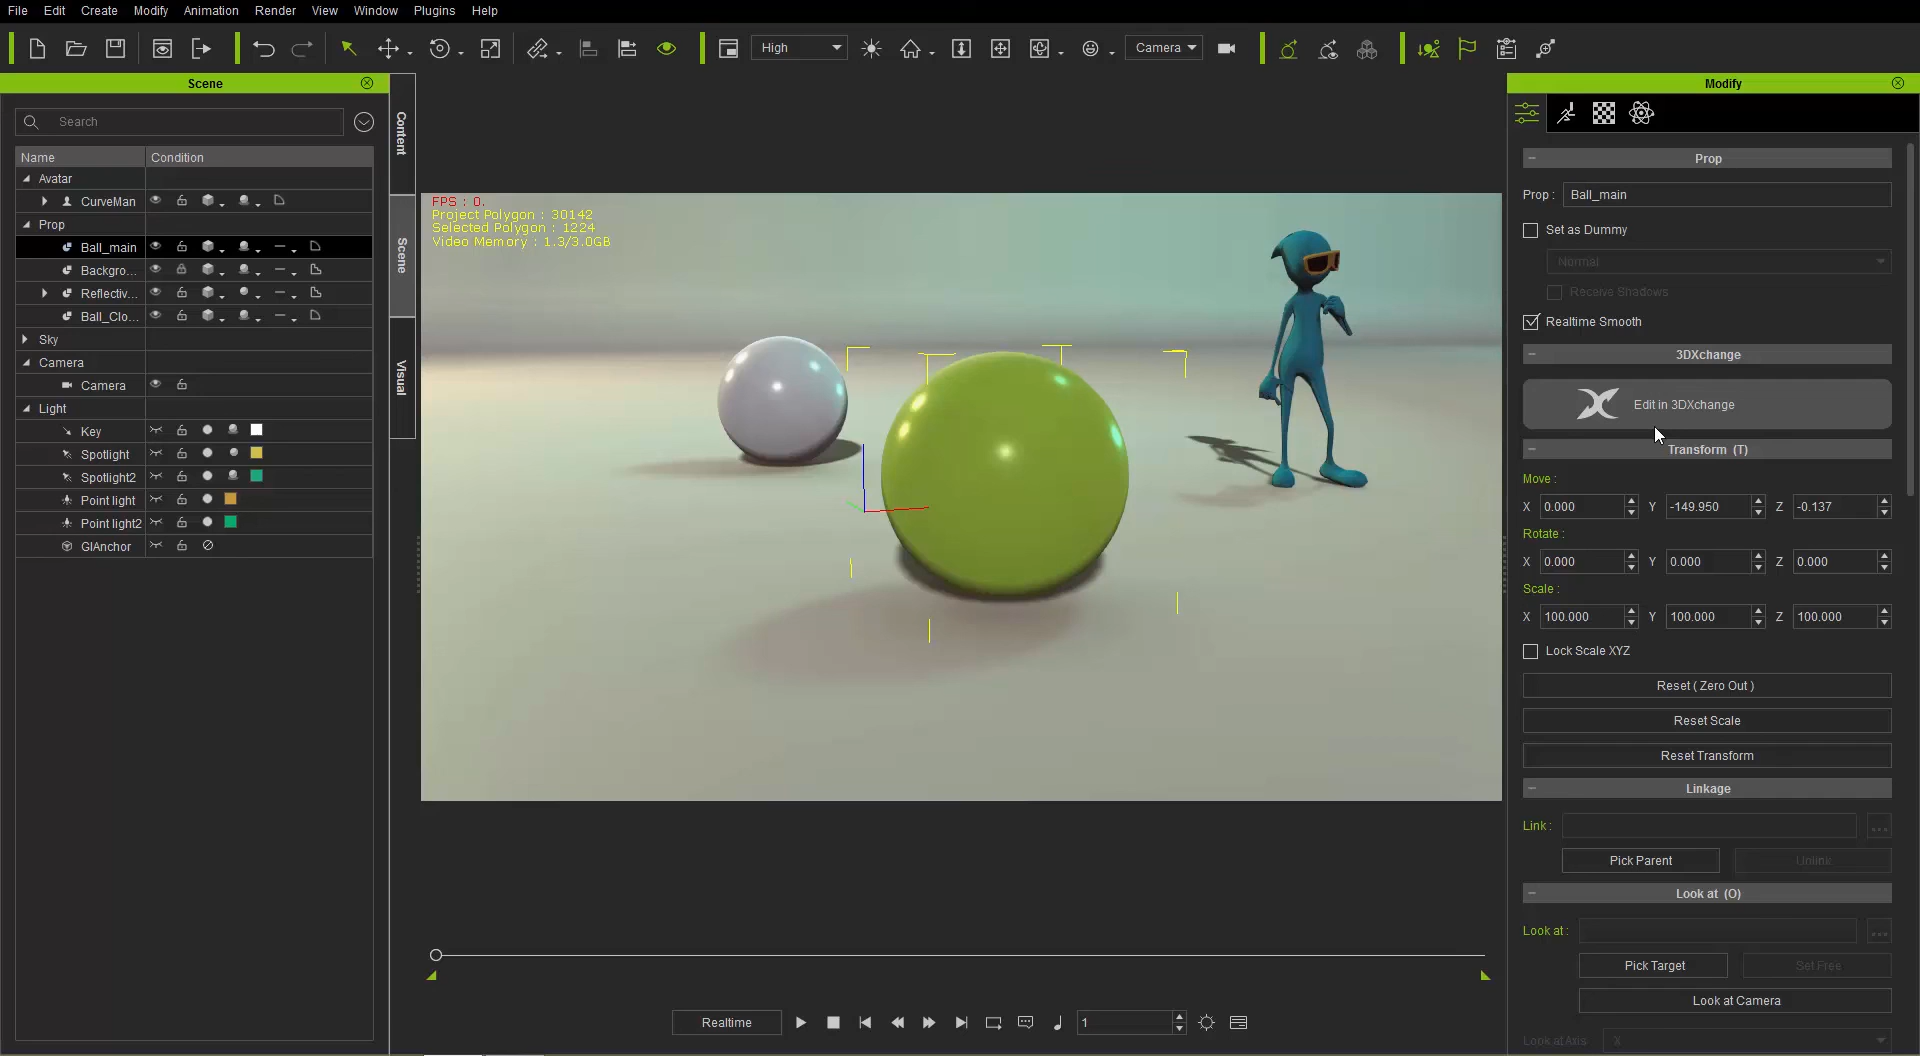 File Edit Create Modify Animation Render View Window Plugins Help
High Camera
Scene
Search
Name Condition
Avatar
CurveMan
Prop
Ball_main
Backgro...
Reflectiv...
Ball_Clo...
Sky
Camera
Camera
Light
Key
Spotlight
Spotlight2
Point light
Point light2
GIAnchor
Content
Scene
Visual
FPS : 0.
Project Polygon : 30142
Selected Polygon : 1224
Video Memory : 1.3/3.0GB
Realtime 1
Modify
Prop
Prop : Ball_main
Set as Dummy
Normal
Receive Shadows
Realtime Smooth
3DXchange
Edit in 3DXchange
Transform (T)
Move :
X 0.000 Y -149.950 Z -0.137
Rotate :
X 0.000 Y 0.000 Z 0.000
Scale :
X 100.000 Y 100.000 Z 100.000
Lock Scale XYZ
Reset ( Zero Out )
Reset Scale
Reset Transform
Linkage
Link : ...
Pick Parent Unlink
Look at (O)
Look at : ...
Pick Target Set Free
Look at Camera
Look at Axis X